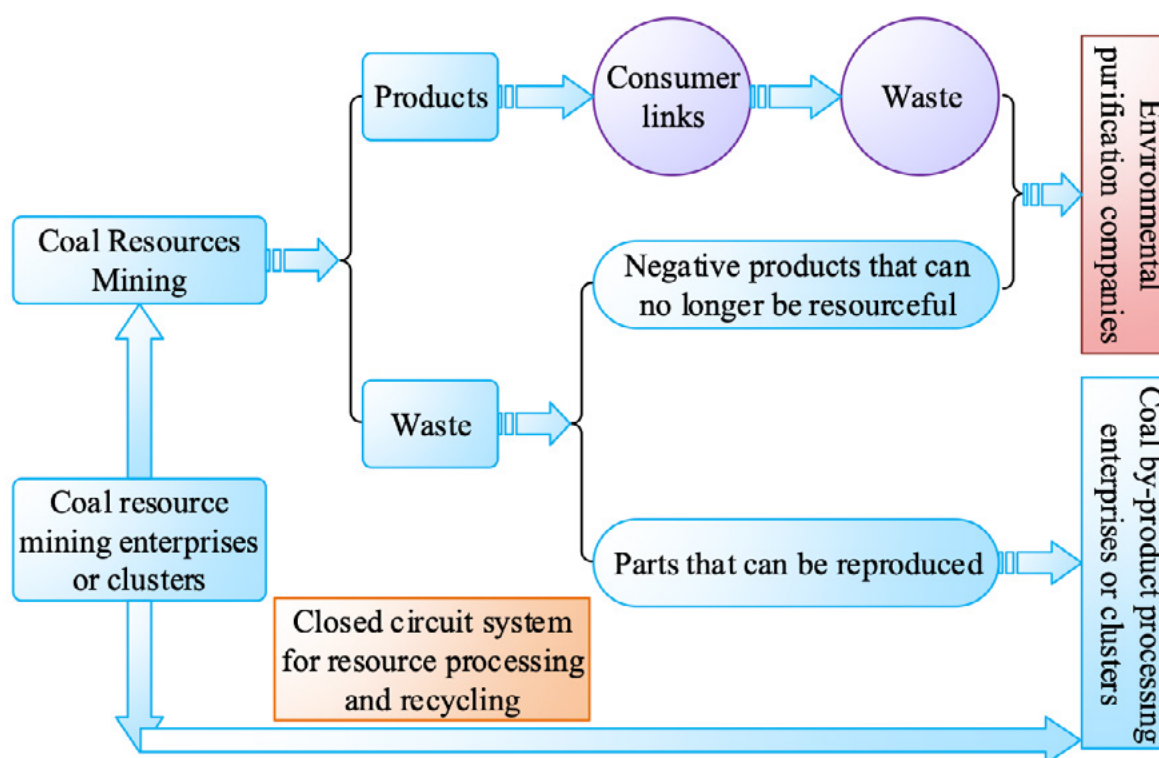 Products
Consumer
links
Waste
Environmental
purification companies
Coal Resources
Mining
Negative products that can
no longer be resourceful
Waste
Coal resource
mining enterprises
or clusters
Parts that can be reproduced
Coal by-product processing
enterprises or clusters
Closed circuit system
for resource processing
and recycling